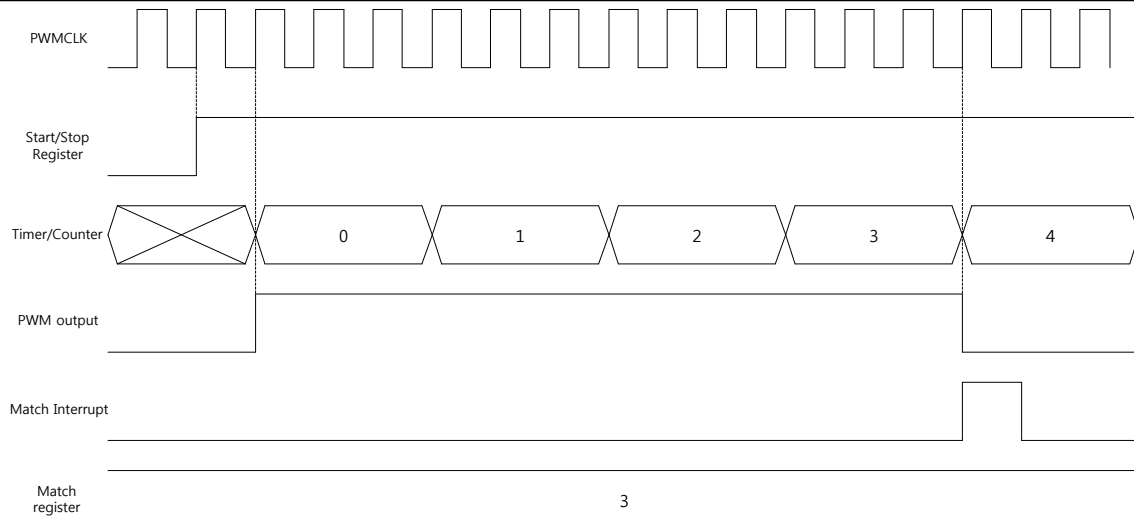 PWMCLK
Start/Stop
Register
Timer/Counter
0 1 2 3 4
PWM output
Match Interrupt
Match
register
3